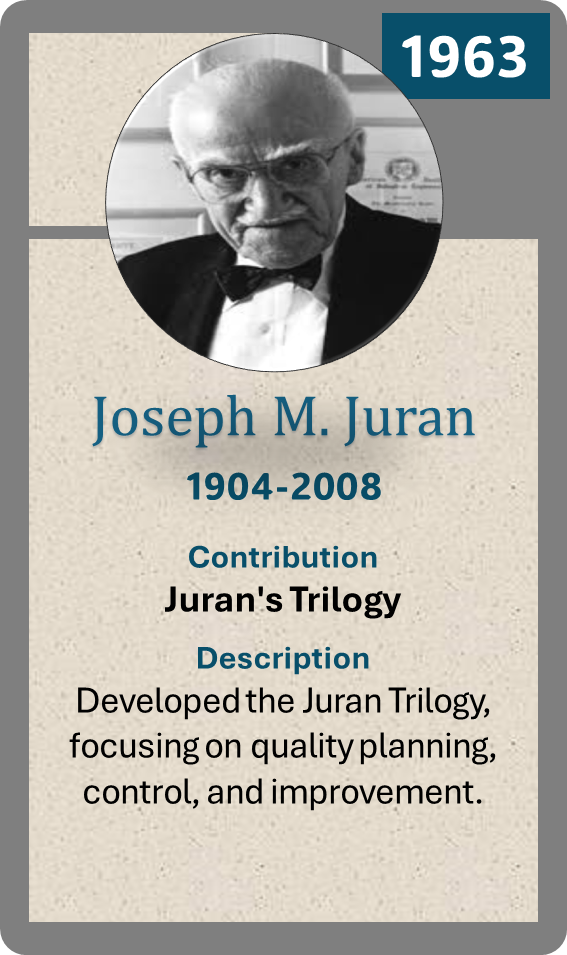 1963
Joseph M. Juran
1904-2008
Contribution
Juran's Trilogy
Description
Developed the Juran Trilogy,
focusing on quality planning,
control, and improvement.